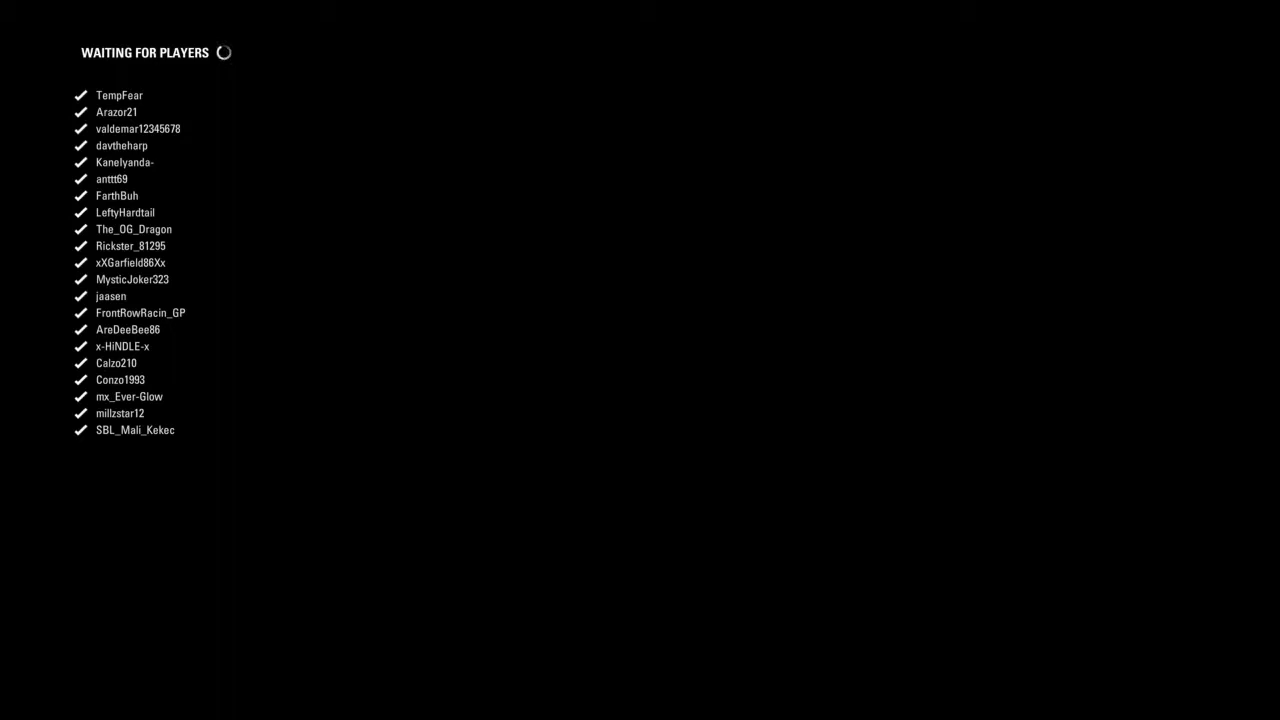 WAITING FOR PLAYERS
TempFear
Arazor21
valdemar12345678
davtheharp
Kanelyanda-
anttt69
FarthBuh
LeftyHardtail
The_OG_Dragon
Rickster_81295
xXGarfield86Xx
MysticJoker323
jaasen
FrontRowRacin_GP
AreDeeBee86
x-HiNDLE-x
Calzo210
Conzo1993
mx_Ever-Glow
millzstar12
SBL_Mali_Kekec